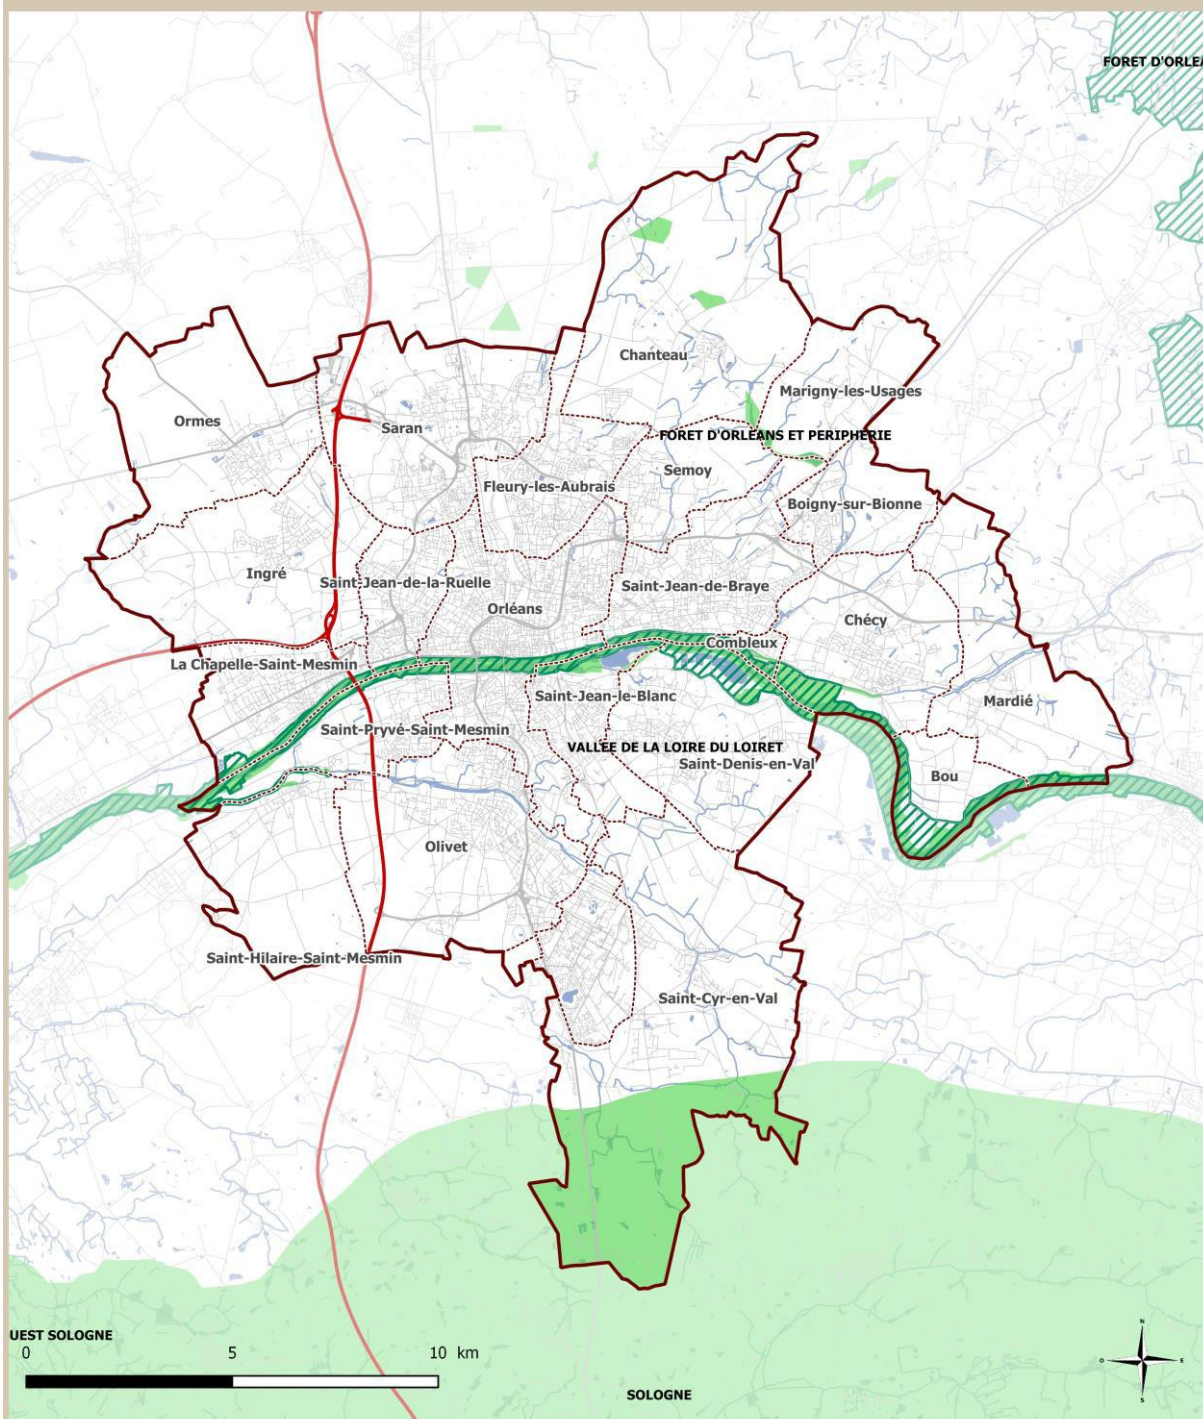 FORET D'ORLEA
Chanteau
Marigny-les-Usages
Ormes
Saran
FORET D'ORLEANS ET PERIPHERIE
Semoy
Fleury-les-Aubrais
Boigny-sur-Bionne
Ingré
Saint-Jean-de-la-Ruelle
Saint-Jean-de-Braye
Orléans
Chécy
Combleux
La Chapelle-Saint-Mesmin
Saint-Jean-le-Blanc
Mardié
Saint-Pryvé-Saint-Mesmin
VALLEE DE LA LOIRE DU LOIRET
Saint-Denis-en-Val
Bou
Olivet
Saint-Hilaire-Saint-Mesmin
Saint-Cyr-en-Val
UEST SOLOGNE
0 5 10 km
SOLOGNE
N
O E
S